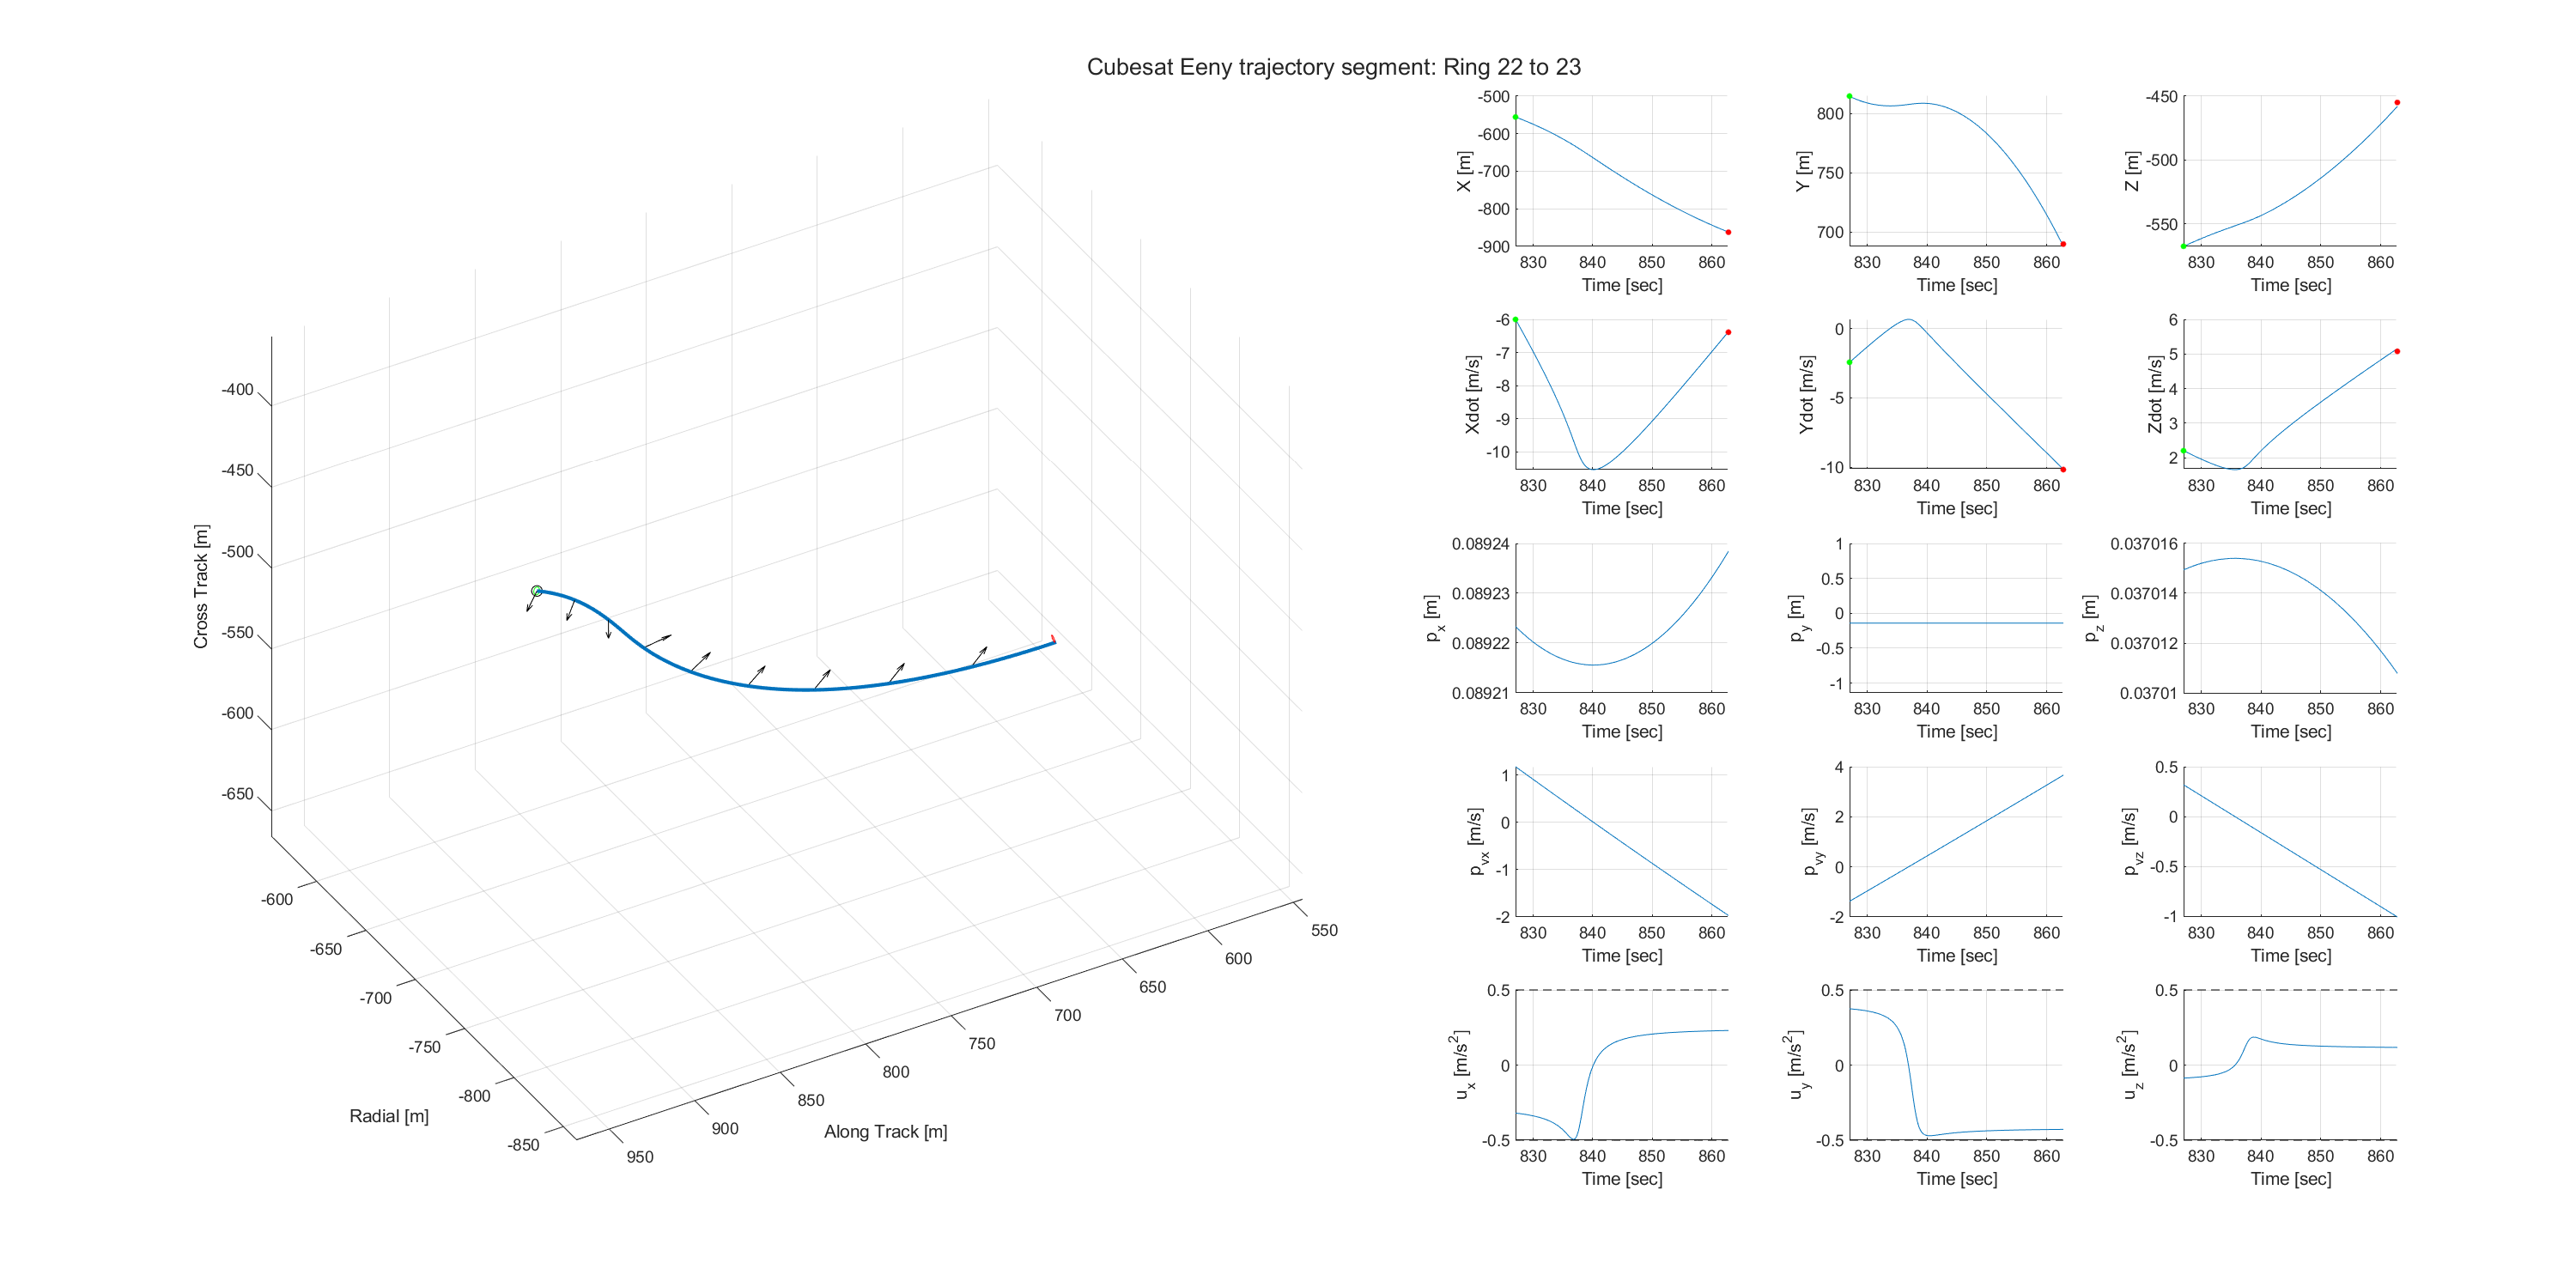 Cubesat Eeny trajectory segment: Ring 22 to 23
-400
-450
-500
-550
-600
-650
Cross Track [m]
-600
-650
-700
-750
-800
-850
Radial [m]
950
900
850
800
750
700
650
600
550
Along Track [m]
-500
-600
-700
-800
-900
X [m]
830 840 850 860
Time [sec]
800
750
700
Y [m]
830 840 850 860
Time [sec]
-450
-500
-550
Z [m]
830 840 850 860
Time [sec]
-6
-7
-8
-9
-10
Xdot [m/s]
830 840 850 860
Time [sec]
0
-5
-10
Ydot [m/s]
830 840 850 860
Time [sec]
6
5
4
3
2
Zdot [m/s]
830 840 850 860
Time [sec]
0.08924
0.08923
0.08922
0.08921
p_x [m]
830 840 850 860
Time [sec]
1
0.5
0
-0.5
-1
p_y [m]
830 840 850 860
Time [sec]
0.037016
0.037014
0.037012
0.03701
p_z [m]
830 840 850 860
Time [sec]
1
0
-1
-2
p_vx [m/s]
830 840 850 860
Time [sec]
4
2
0
-2
p_vy [m/s]
830 840 850 860
Time [sec]
0.5
0
-0.5
-1
p_vz [m/s]
830 840 850 860
Time [sec]
0.5
0
-0.5
u_x [m/s²]
830 840 850 860
Time [sec]
0.5
0
-0.5
u_y [m/s²]
830 840 850 860
Time [sec]
0.5
0
-0.5
u_z [m/s²]
830 840 850 860
Time [sec]